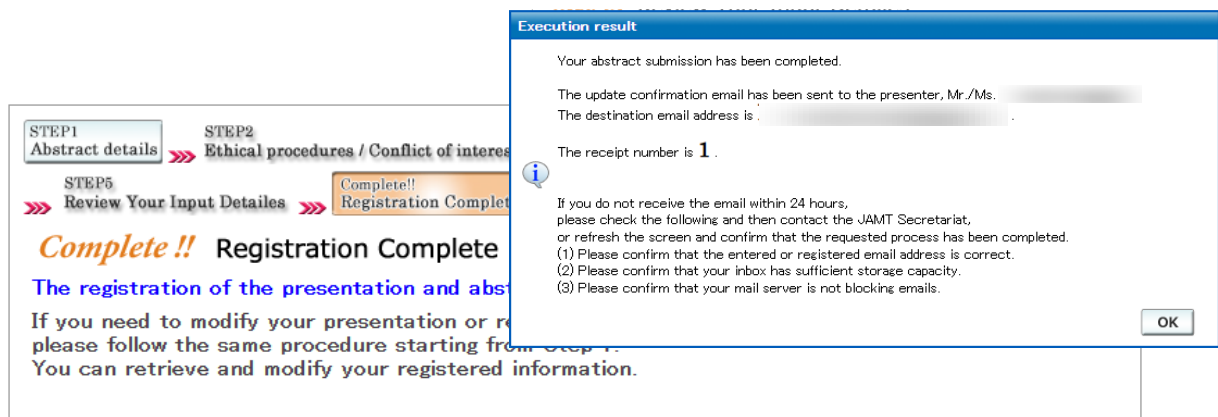 Execution result
Your abstract submission has been completed.
The update confirmation email has been sent to the presenter, Mr./Ms.
The destination email address is .
The receipt number is 1 .
If you do not receive the email within 24 hours,
please check the following and then contact the JAMT Secretariat,
or refresh the screen and confirm that the requested process has been completed.
(1) Please confirm that the entered or registered email address is correct.
(2) Please confirm that your inbox has sufficient storage capacity.
(3) Please confirm that your mail server is not blocking emails.
OK
STEP1
Abstract details
STEP2
Ethical procedures / Conflict of interes
STEP5
Review Your Input Detailes
Complete!!
Registration Complet
Complete !! Registration Complete
The registration of the presentation and abst
If you need to modify your presentation or re
please follow the same procedure starting from Step 1.
You can retrieve and modify your registered information.